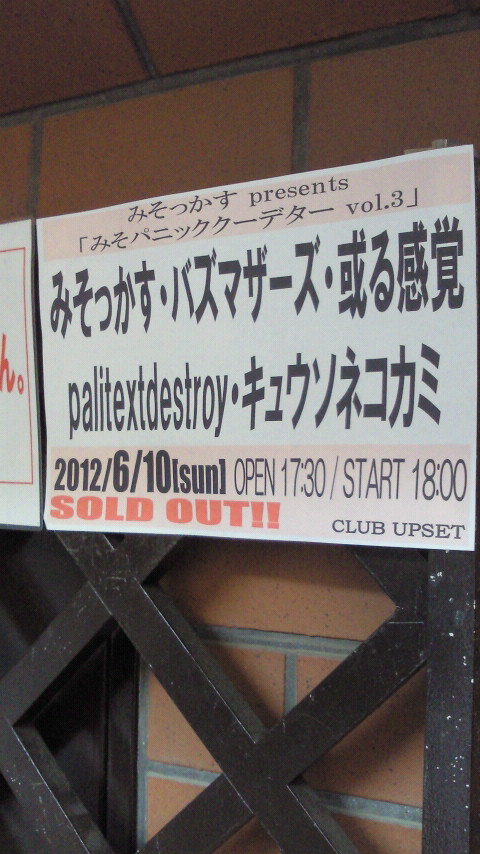 みそっかす presents
「みそパニッククーデター vol.3」
みそっかす・バズマザーズ・或る感覚
palitextdestroy・キュウソネコカミ
2012/6/10[sun] OPEN 17:30 / START 18:00
SOLD OUT!!
CLUB UPSET
ん。